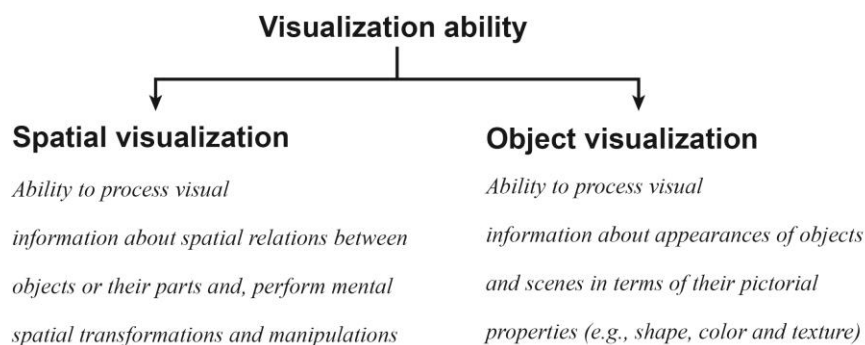 Visualization ability
Spatial visualization
Ability to process visual
information about spatial relations between
objects or their parts and, perform mental
spatial transformations and manipulations
Object visualization
Ability to process visual
information about appearances of objects
and scenes in terms of their pictorial
properties (e.g., shape, color and texture)